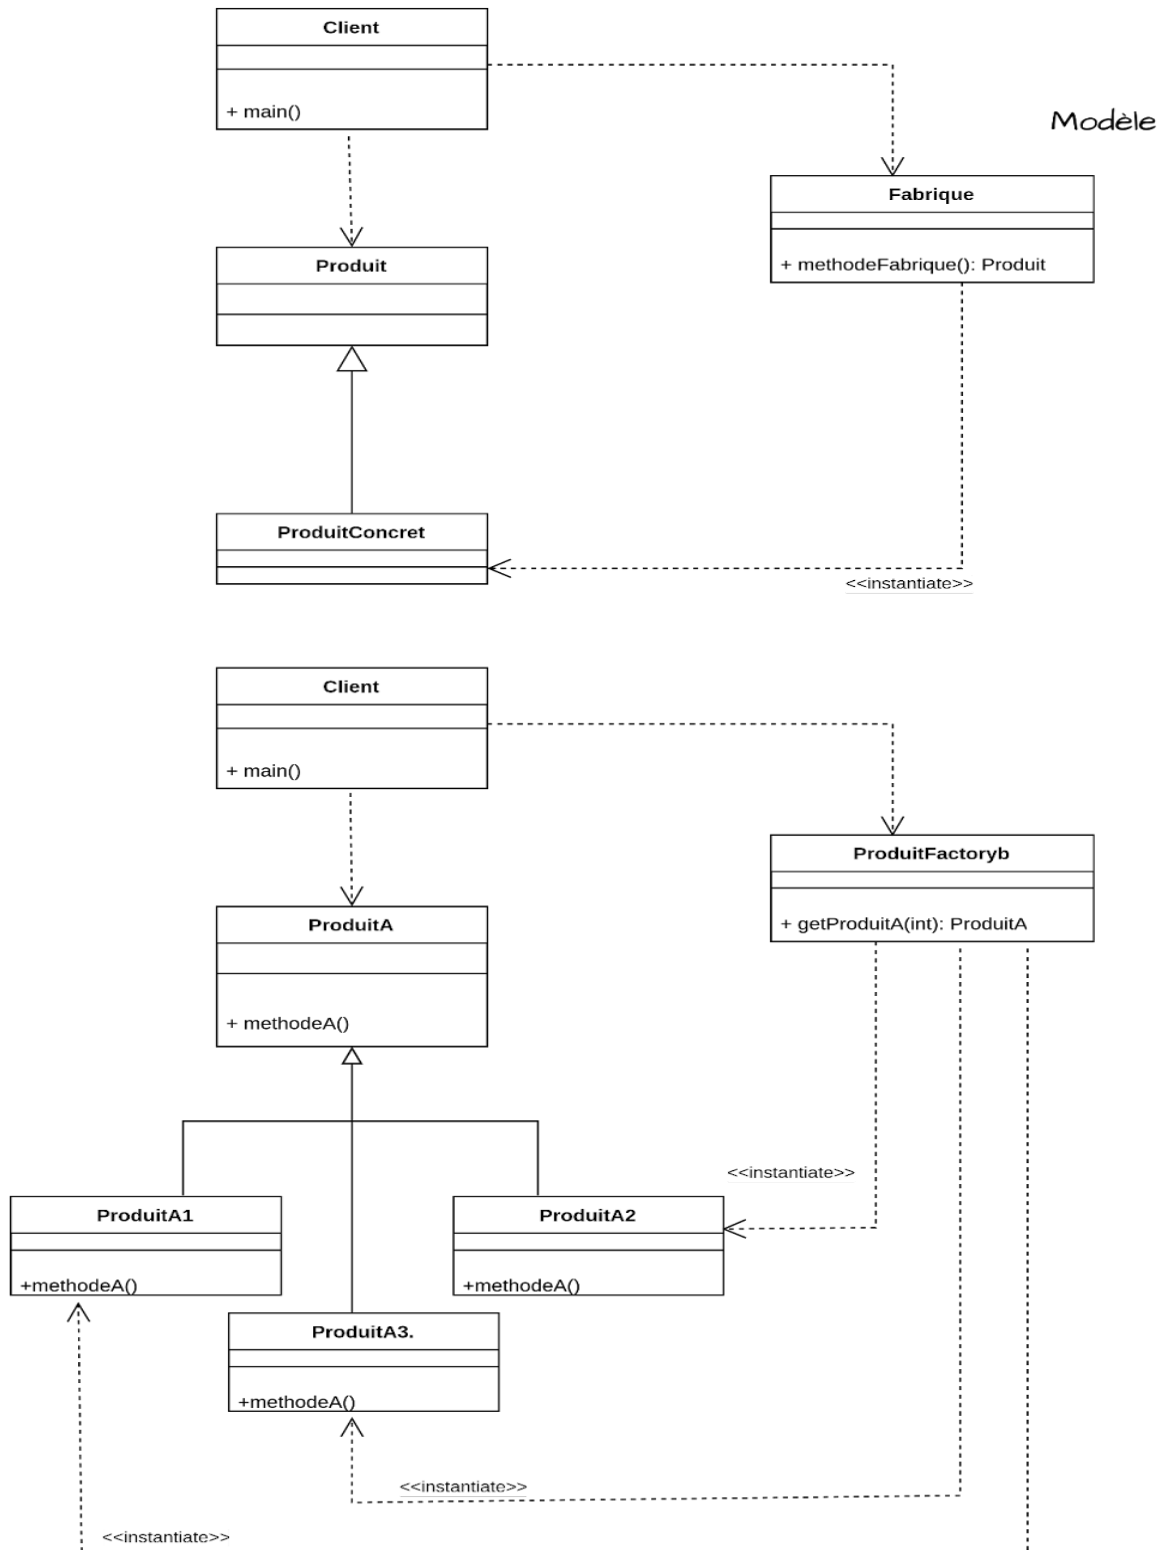 Client
+ main()
Modèle
Fabrique
+ methodeFabrique(): Produit
Produit
ProduitConcret
<<instantiate>>
Client
+ main()
ProduitFactoryb
+ getProduitA(int): ProduitA
ProduitA
+ methodeA()
<<instantiate>>
ProduitA1
+methodeA()
ProduitA2
+methodeA()
ProduitA3.
+methodeA()
<<instantiate>>
<<instantiate>>